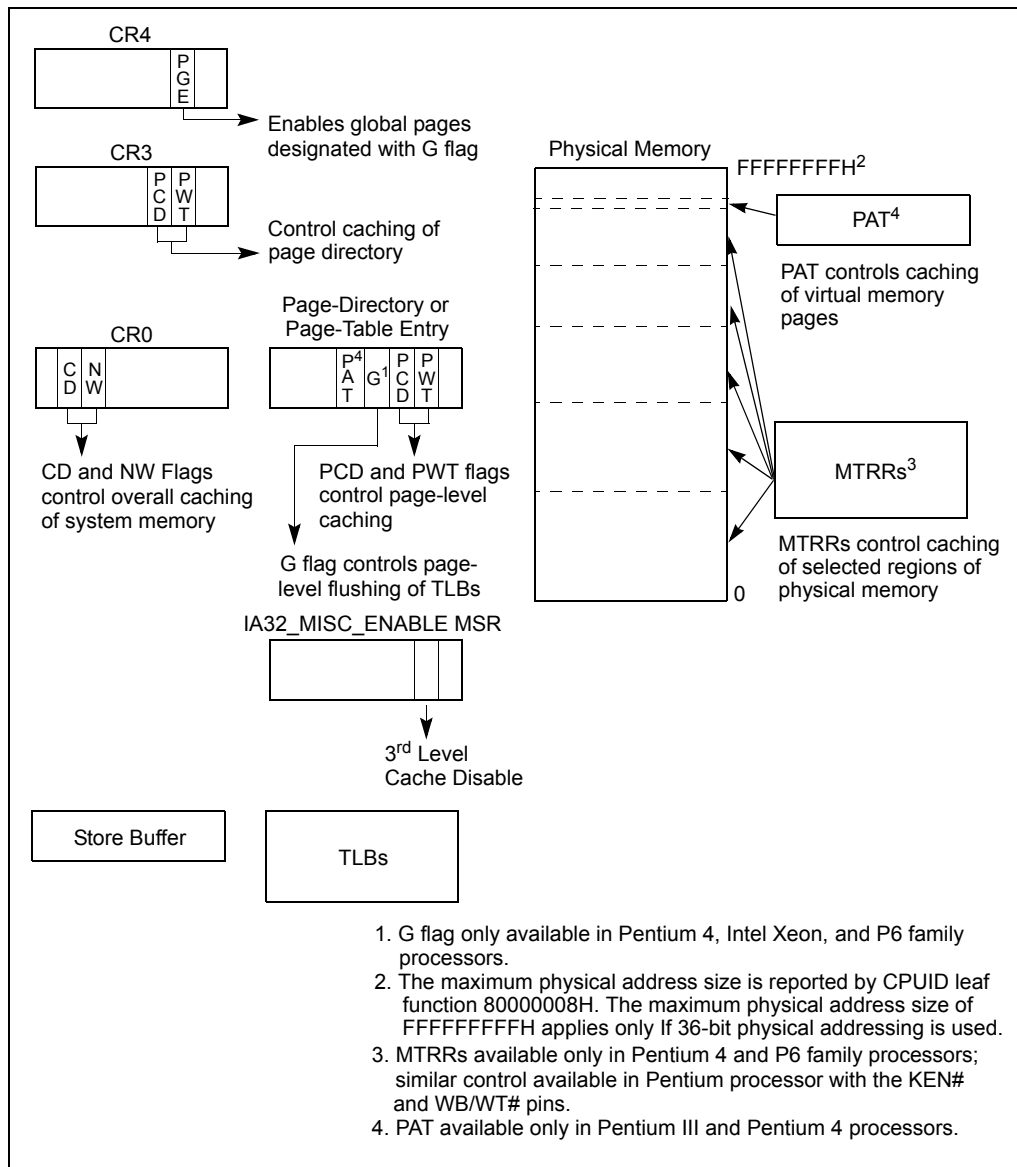 CR4
PGE
Enables global pages
designated with G flag
CR3
PCD PWT
Control caching of
page directory
Physical Memory
FFFFFFFFH2
PAT4
PAT controls caching
of virtual memory
pages
CR0
CD NW
CD and NW Flags
control overall caching
of system memory
Page-Directory or
Page-Table Entry
PAT4 G1 PCD PWT
PCD and PWT flags
control page-level
caching
G flag controls page-
level flushing of TLBs
MTRRs3
MTRRs control caching
of selected regions of
physical memory
0
IA32_MISC_ENABLE MSR
3rd Level
Cache Disable
Store Buffer
TLBs
1. G flag only available in Pentium 4, Intel Xeon, and P6 family
processors.
2. The maximum physical address size is reported by CPUID leaf
function 80000008H. The maximum physical address size of
FFFFFFFFFH applies only If 36-bit physical addressing is used.
3. MTRRs available only in Pentium 4 and P6 family processors;
similar control available in Pentium processor with the KEN#
and WB/WT# pins.
4. PAT available only in Pentium III and Pentium 4 processors.